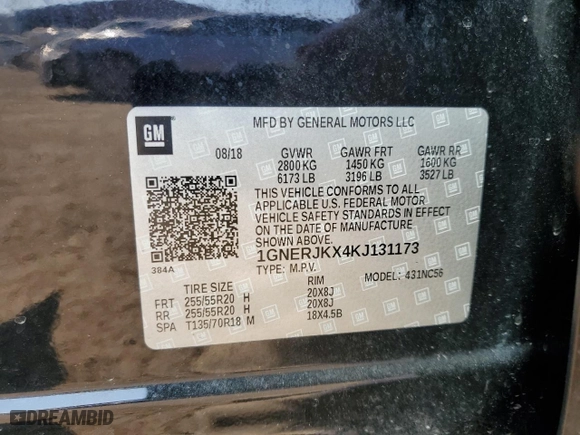 GM
MFD BY GENERAL MOTORS LLC
08/18 GVWR GAWR FRT GAWR RR
2800 KG 1450 KG 1600 KG
6173 LB 3196 LB 3527 LB
THIS VEHICLE CONFORMS TO ALL
APPLICABLE U.S. FEDERAL MOTOR
VEHICLE SAFETY STANDARDS IN EFFECT
ON THE DATE OF MANUFACTURE
SHOWN ABOVE.
384A
1GNERJKX4KJ131173
TYPE: M.P.V. MODEL: 431NC56
TIRE SIZE RIM
FRT 255/55R20 H 20X8J
RR 255/55R20 H 20X8J
SPA T135/70R18 M 18X4.5B
DREAMBID